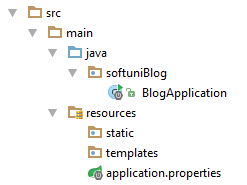 src
main
java
softuniBlog
BlogApplication
resources
static
templates
application.properties